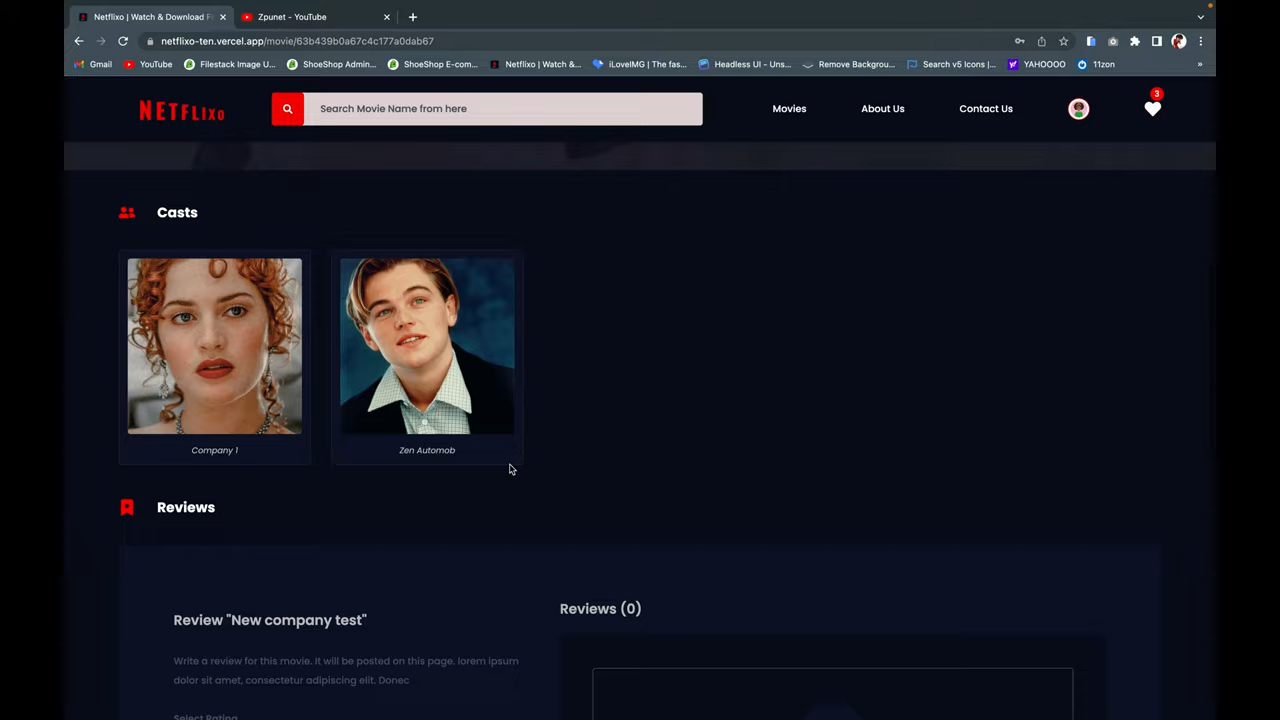 Netflixo | Watch & Download F
Zpunet - YouTube
netflixo-ten.vercel.app/movie/63b439b0a67c4c177a0dab67
Gmail
YouTube
Filestack Image U...
ShoeShop Admin...
ShoeShop E-com...
Netflixo | Watch &...
iLoveIMG | The fas...
Headless UI - Uns...
Remove Backgrou...
Search v5 Icons |...
YAHOOOO
11zon
»
NETFLIXO
Search Movie Name from here
Movies
About Us
Contact Us
3
Casts
Company 1
Zen Automob
Reviews
Review "New company test"
Write a review for this movie. It will be posted on this page. lorem ipsum
dolor sit amet, consectetur adipiscing elit. Donec
Select Rating
Reviews (0)